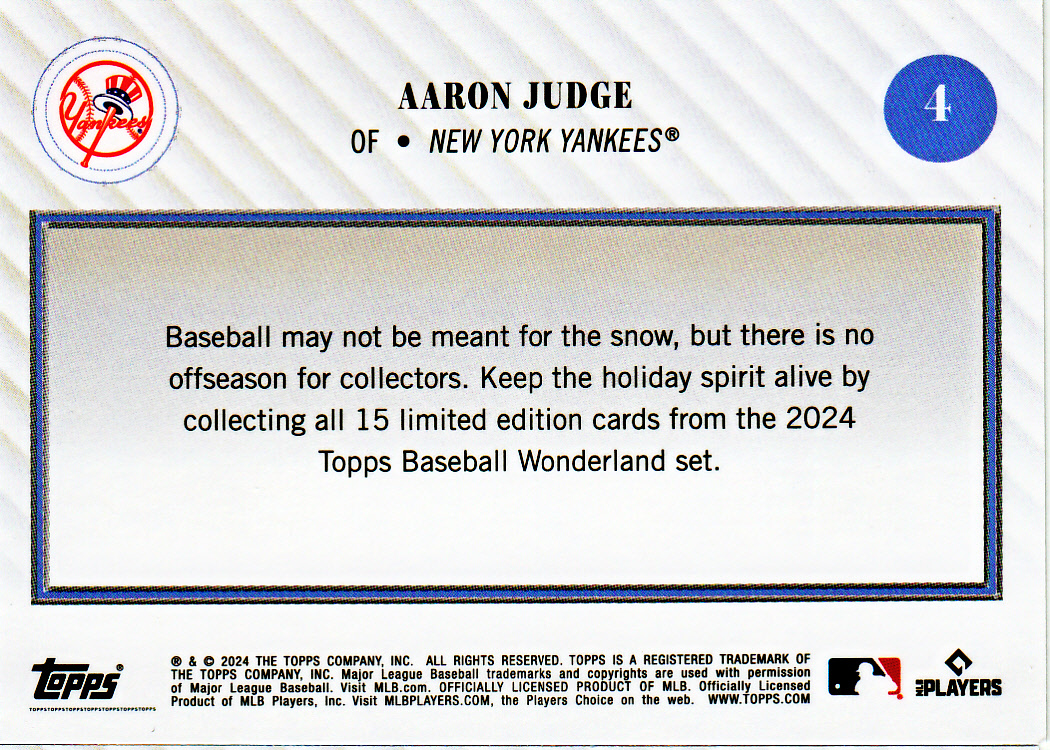 Yankees
AARON JUDGE
OF • NEW YORK YANKEES®
4
Baseball may not be meant for the snow, but there is no
offseason for collectors. Keep the holiday spirit alive by
collecting all 15 limited edition cards from the 2024
Topps Baseball Wonderland set.
Topps®
TOPPSTOPPSTOPPSTOPPSTOPPSTOPPSTOPPS
® & © 2024 THE TOPPS COMPANY, INC. ALL RIGHTS RESERVED. TOPPS IS A REGISTERED TRADEMARK OF
THE TOPPS COMPANY, INC. Major League Baseball trademarks and copyrights are used with permission
of Major League Baseball. Visit MLB.com. OFFICIALLY LICENSED PRODUCT OF MLB. Officially Licensed
Product of MLB Players, Inc. Visit MLBPLAYERS.COM, the Players Choice on the web. WWW.TOPPS.COM
MLB PLAYERS